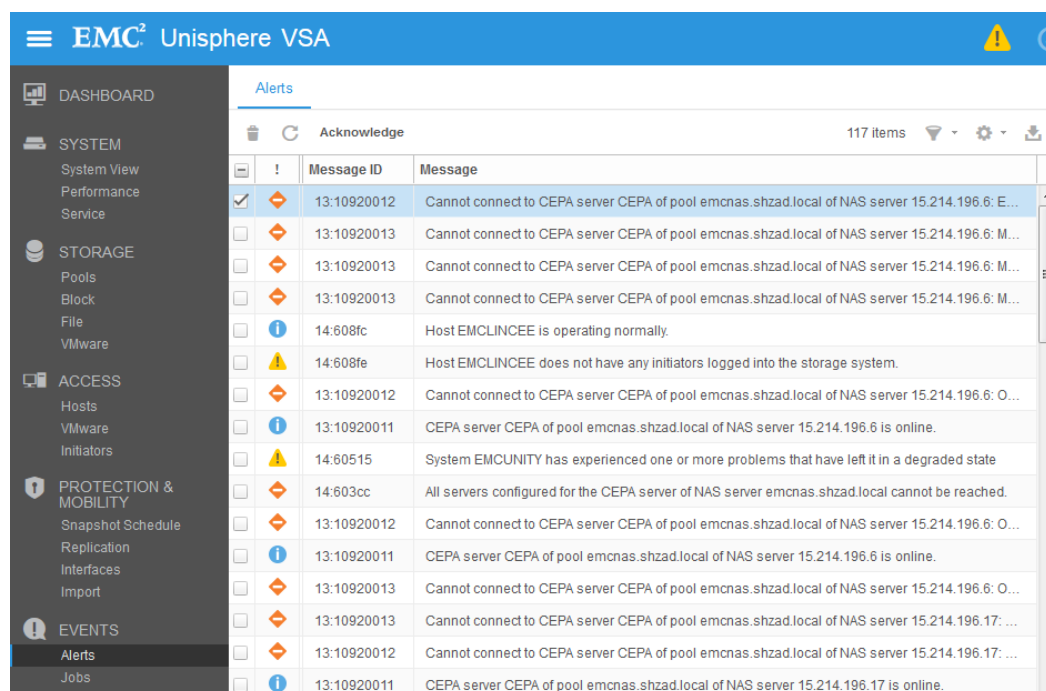 EMC² Unisphere VSA
DASHBOARD
SYSTEM
System View
Performance
Service
STORAGE
Pools
Block
File
VMware
ACCESS
Hosts
VMware
Initiators
PROTECTION &
MOBILITY
Snapshot Schedule
Replication
Interfaces
Import
EVENTS
Alerts
Jobs
Alerts
Acknowledge 117 items
! Message ID Message
13:10920012 Cannot connect to CEPA server CEPA of pool emcnas.shzad.local of NAS server 15.214.196.6: E...
13:10920013 Cannot connect to CEPA server CEPA of pool emcnas.shzad.local of NAS server 15.214.196.6: M...
13:10920013 Cannot connect to CEPA server CEPA of pool emcnas.shzad.local of NAS server 15.214.196.6: M...
13:10920013 Cannot connect to CEPA server CEPA of pool emcnas.shzad.local of NAS server 15.214.196.6: M...
14:608fc Host EMCLINCEE is operating normally.
14:608fe Host EMCLINCEE does not have any initiators logged into the storage system.
13:10920012 Cannot connect to CEPA server CEPA of pool emcnas.shzad.local of NAS server 15.214.196.6: O...
13:10920011 CEPA server CEPA of pool emcnas.shzad.local of NAS server 15.214.196.6 is online.
14:60515 System EMCUNITY has experienced one or more problems that have left it in a degraded state
14:603cc All servers configured for the CEPA server of NAS server emcnas.shzad.local cannot be reached.
13:10920012 Cannot connect to CEPA server CEPA of pool emcnas.shzad.local of NAS server 15.214.196.6: O...
13:10920011 CEPA server CEPA of pool emcnas.shzad.local of NAS server 15.214.196.6 is online.
13:10920013 Cannot connect to CEPA server CEPA of pool emcnas.shzad.local of NAS server 15.214.196.6: O...
13:10920013 Cannot connect to CEPA server CEPA of pool emcnas.shzad.local of NAS server 15.214.196.17: ...
13:10920012 Cannot connect to CEPA server CEPA of pool emcnas.shzad.local of NAS server 15.214.196.17: ...
13:10920011 CEPA server CEPA of pool emcnas.shzad.local of NAS server 15.214.196.17 is online.